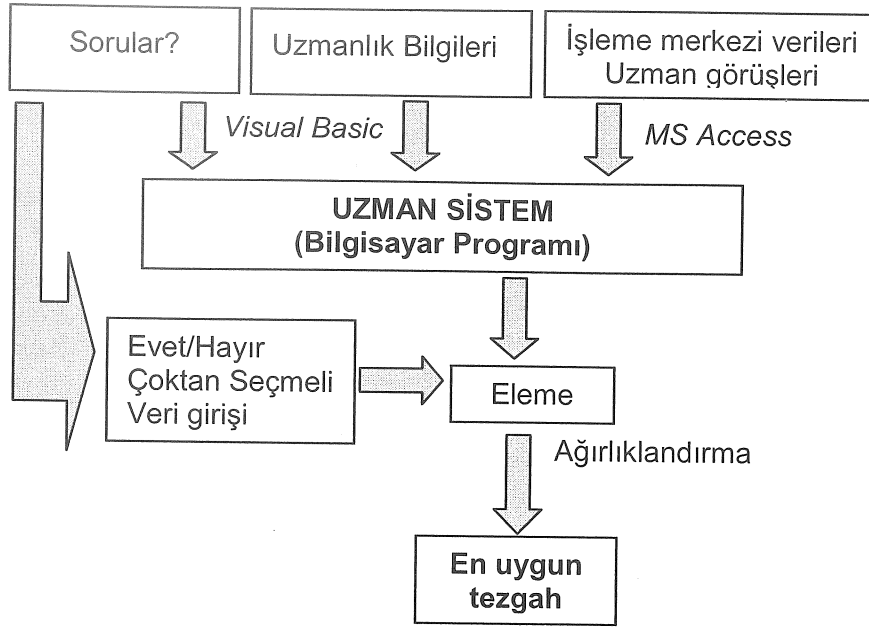 Sorular?
Uzmanlık Bilgileri
İşleme merkezi verileri
Uzman görüşleri
Visual Basic
MS Access
UZMAN SİSTEM
(Bilgisayar Programı)
Evet/Hayır
Çoktan Seçmeli
Veri girişi
Eleme
Ağırlıklandırma
En uygun
tezgah